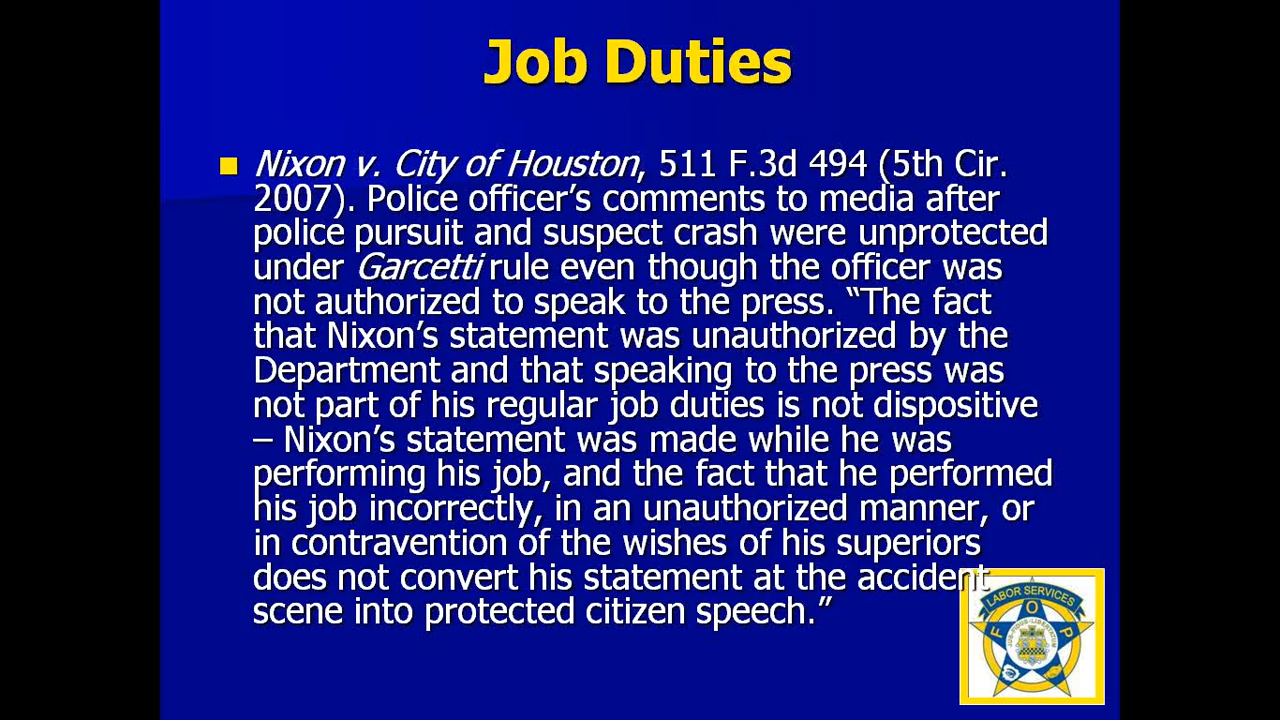 Job Duties
Nixon v. City of Houston, 511 F.3d 494 (5th Cir.
2007). Police officer’s comments to media after
police pursuit and suspect crash were unprotected
under Garcetti rule even though the officer was
not authorized to speak to the press. “The fact
that Nixon’s statement was unauthorized by the
Department and that speaking to the press was
not part of his regular job duties is not dispositive
– Nixon’s statement was made while he was
performing his job, and the fact that he performed
his job incorrectly, in an unauthorized manner, or
in contravention of the wishes of his superiors
does not convert his statement at the accident
scene into protected citizen speech.”
LABOR SERVICES
F O P